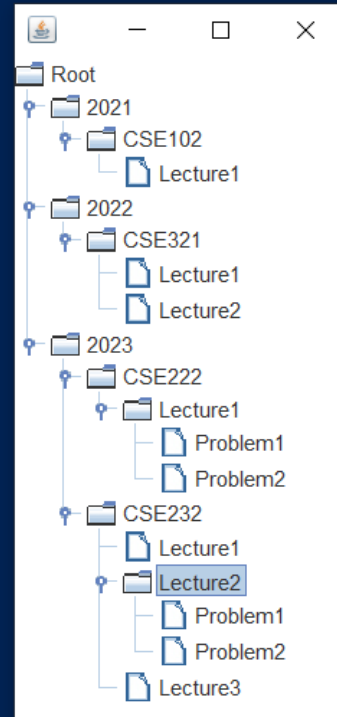 Root
2021
CSE102
Lecture1
2022
CSE321
Lecture1
Lecture2
2023
CSE222
Lecture1
Problem1
Problem2
CSE232
Lecture1
Lecture2
Problem1
Problem2
Lecture3